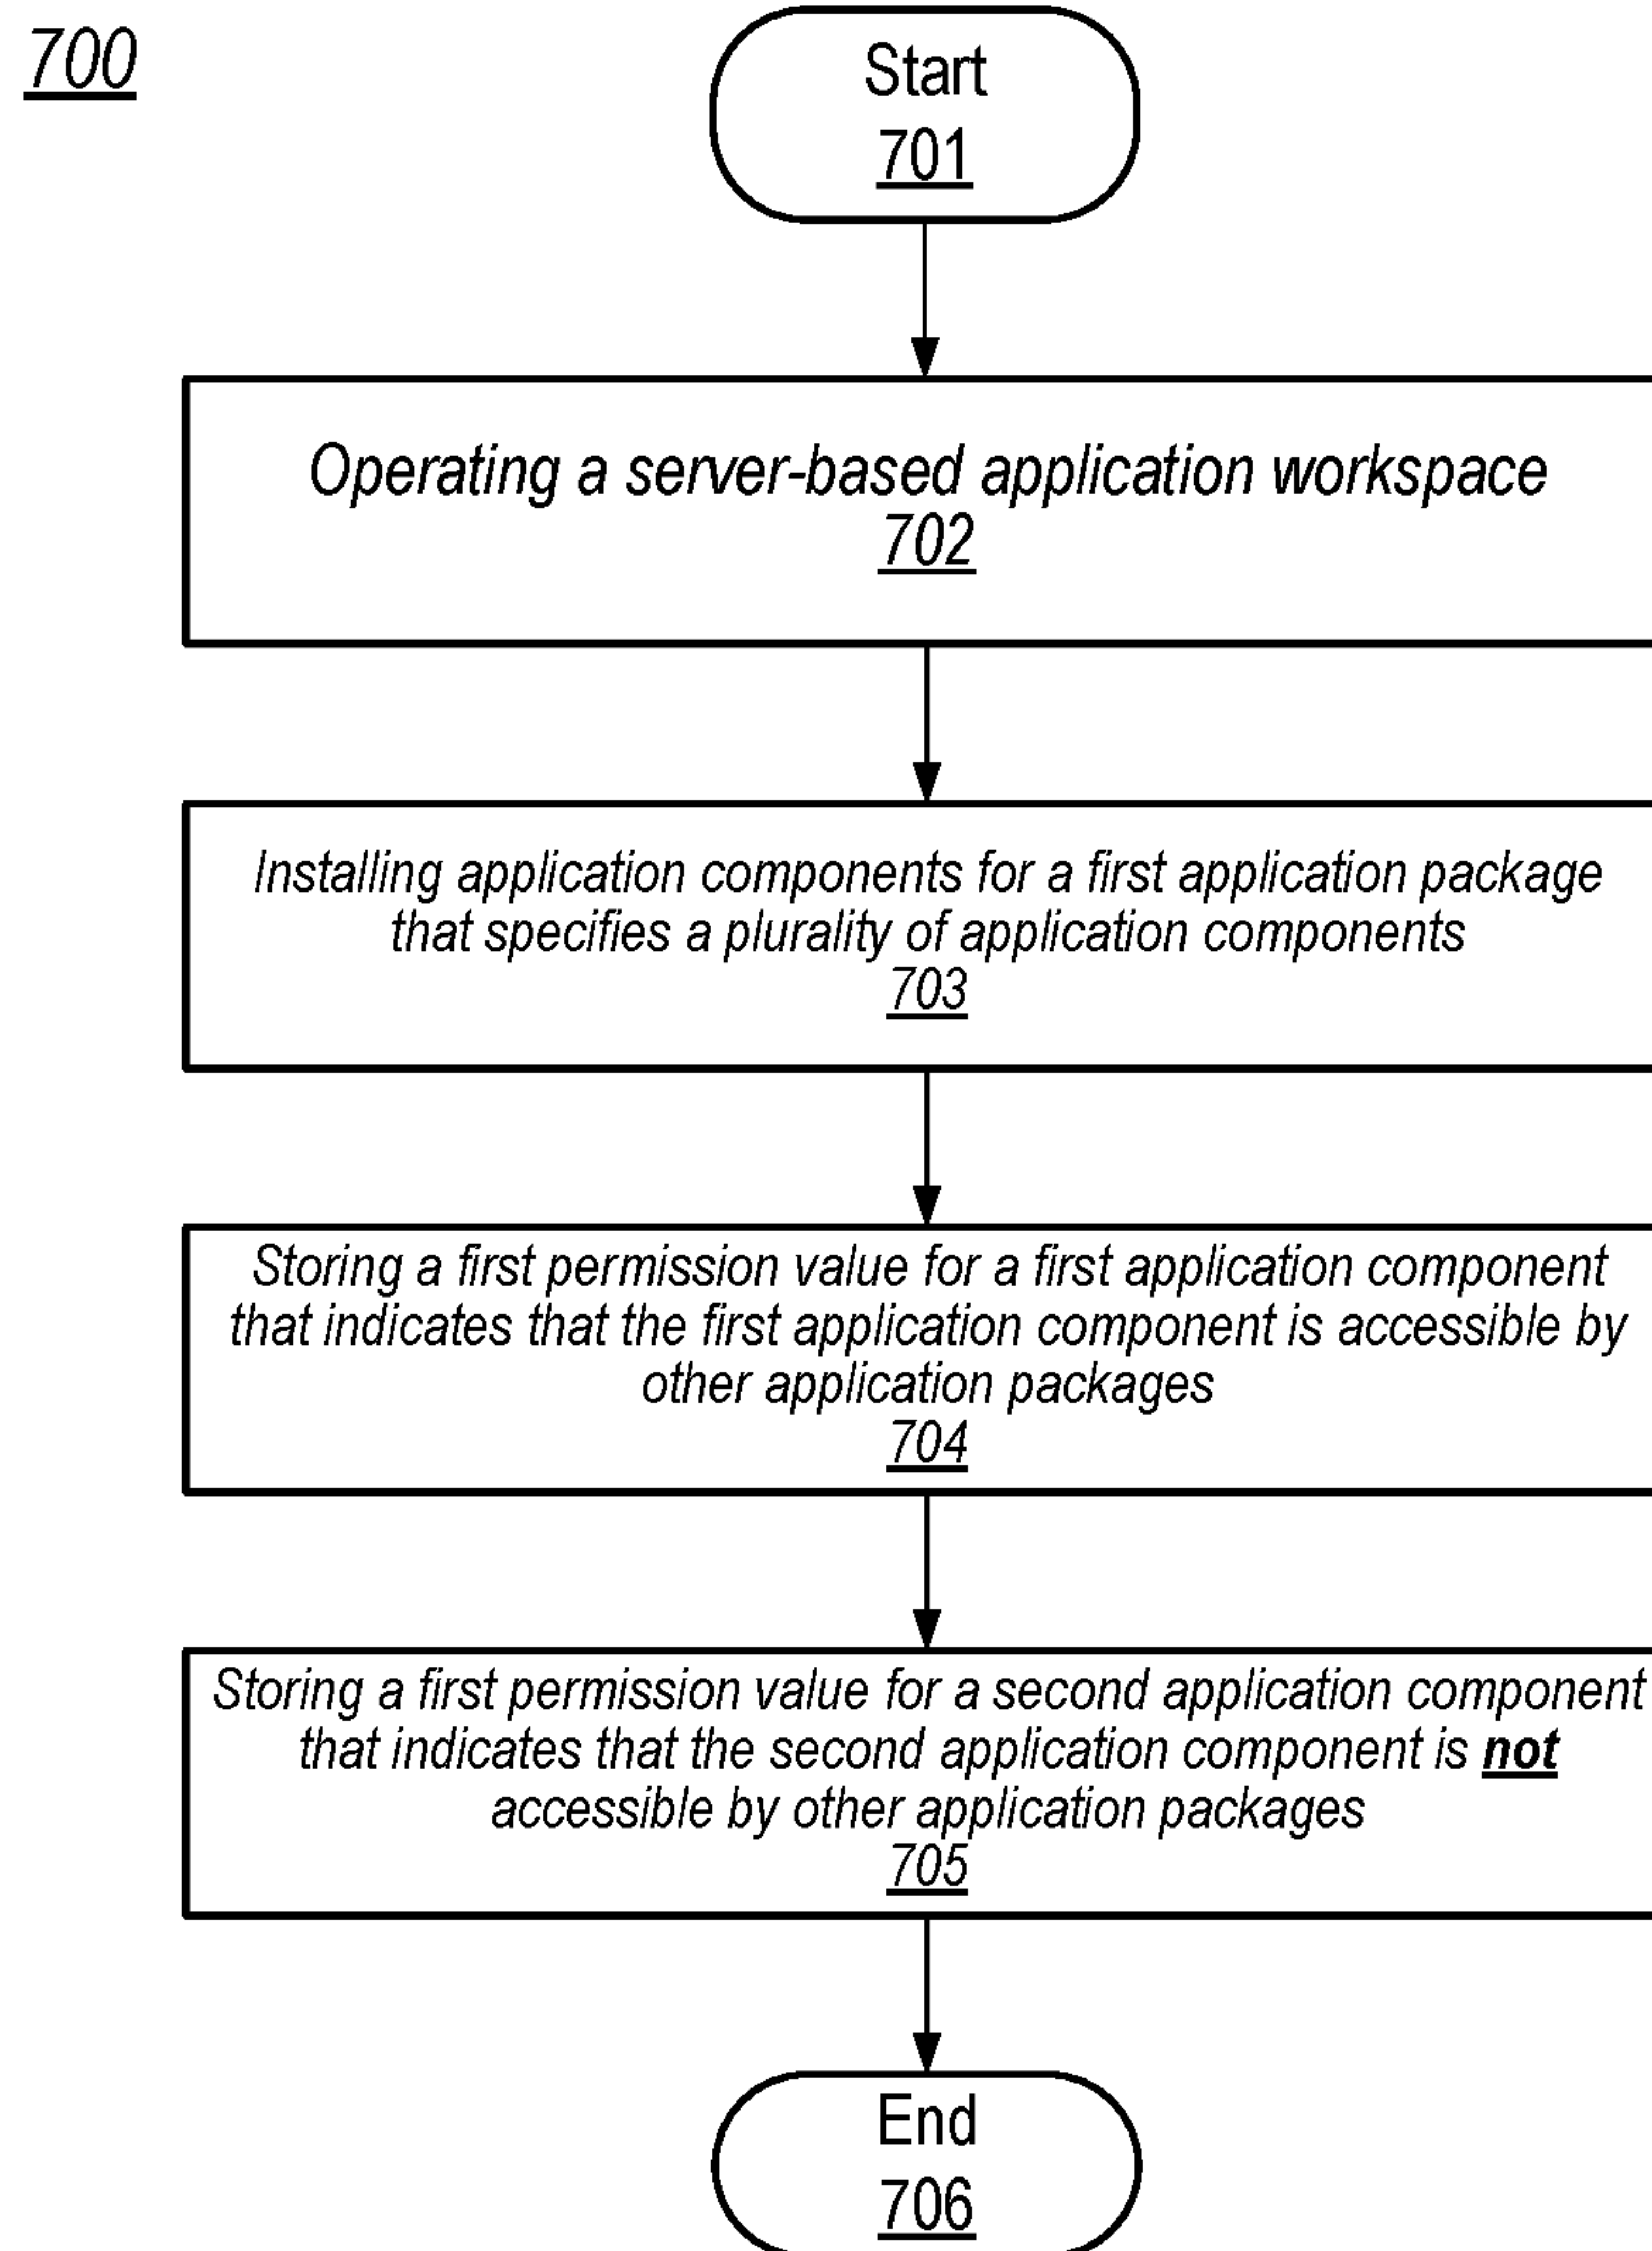 700
Start
701
Operating a server-based application workspace
702
Installing application components for a first application package
that specifies a plurality of application components
703
Storing a first permission value for a first application component
that indicates that the first application component is accessible by
other application packages
704
Storing a first permission value for a second application component
that indicates that the second application component is not
accessible by other application packages
705
End
706